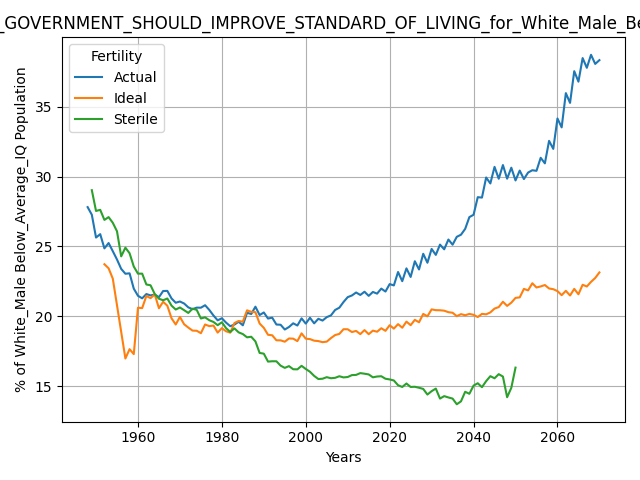 _GOVERNMENT_SHOULD_IMPROVE_STANDARD_OF_LIVING_for_White_Male_Be
Fertility
Actual
Ideal
Sterile
% of White_Male Below_Average_IQ Population
35
30
25
20
15
1960
1980
2000
2020
2040
2060
Years